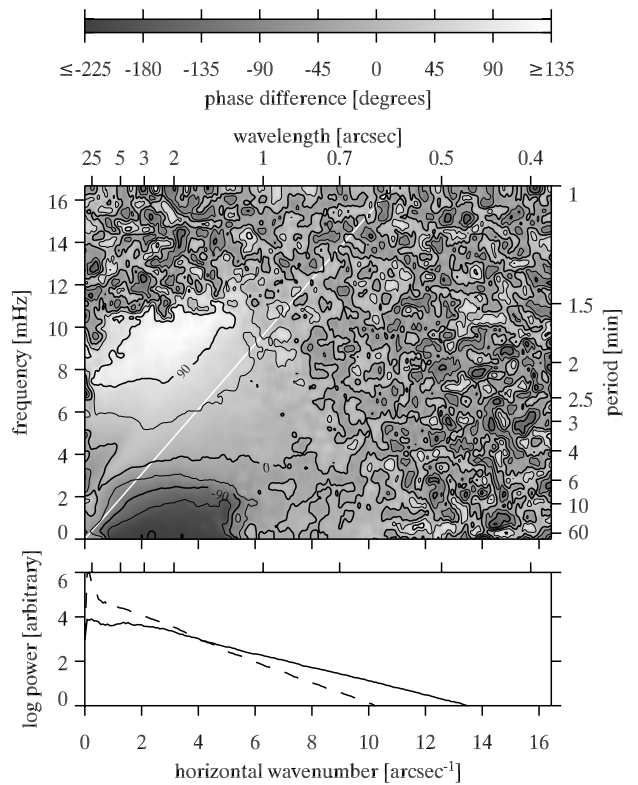 ≤-225 -180 -135 -90 -45 0 45 90 ≥135
phase difference [degrees]
wavelength [arcsec]
25 5 3 2 1 0.7 0.5 0.4
16
14
12
10
8
6
4
2
0
frequency [mHz]
90
0
-90
1
1.5
2
2.5
3
4
6
10
60
period [min]
6
4
2
0
log power [arbitrary]
0 2 4 6 8 10 12 14 16
horizontal wavenumber [arcsec⁻¹]